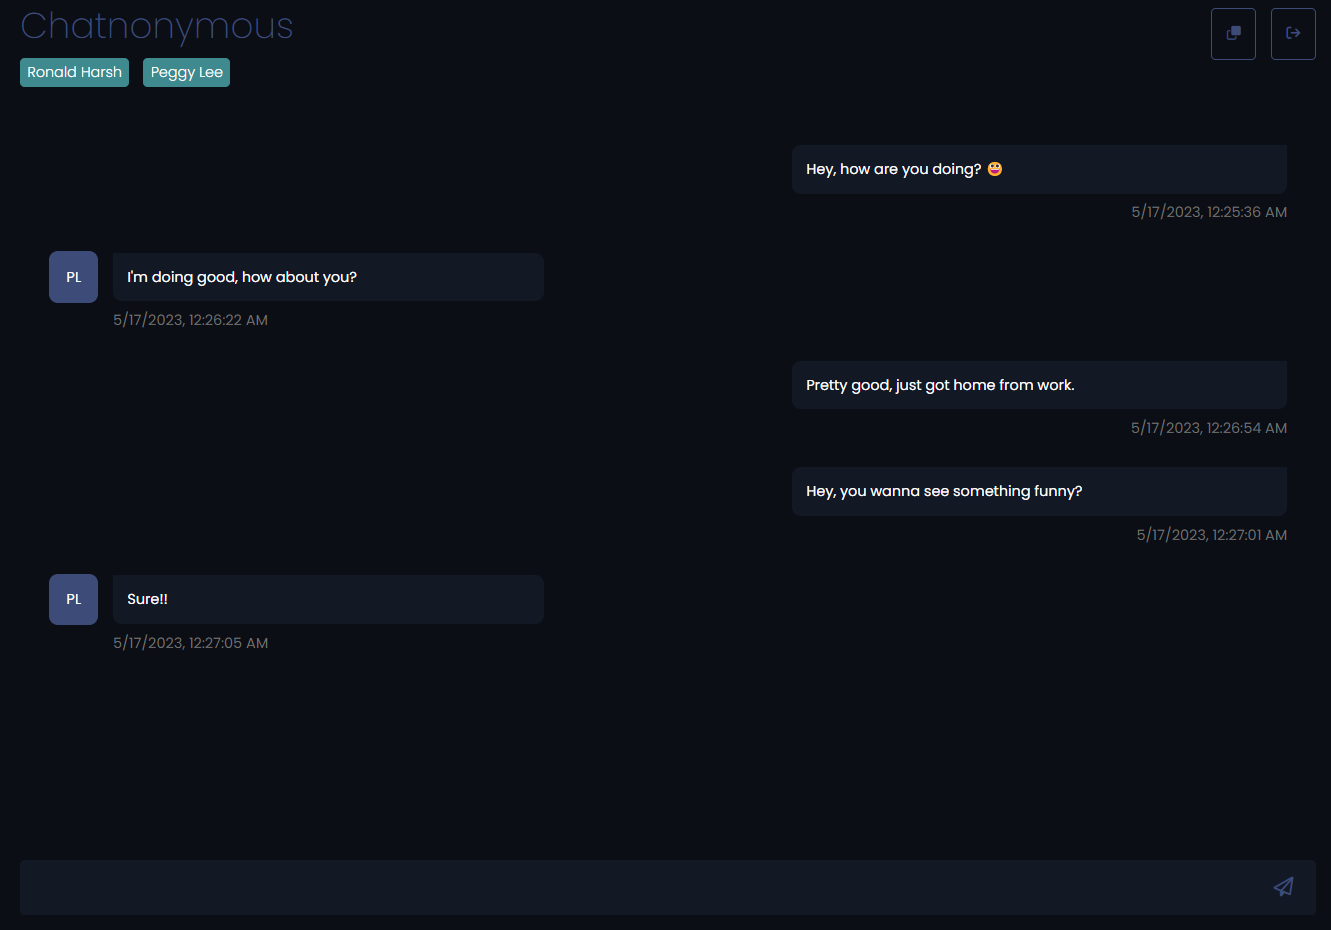 Chatnonymous
Ronald Harsh Peggy Lee
Hey, how are you doing? 😀
5/17/2023, 12:25:36 AM
PL I'm doing good, how about you?
5/17/2023, 12:26:22 AM
Pretty good, just got home from work.
5/17/2023, 12:26:54 AM
Hey, you wanna see something funny?
5/17/2023, 12:27:01 AM
PL Sure!!
5/17/2023, 12:27:05 AM